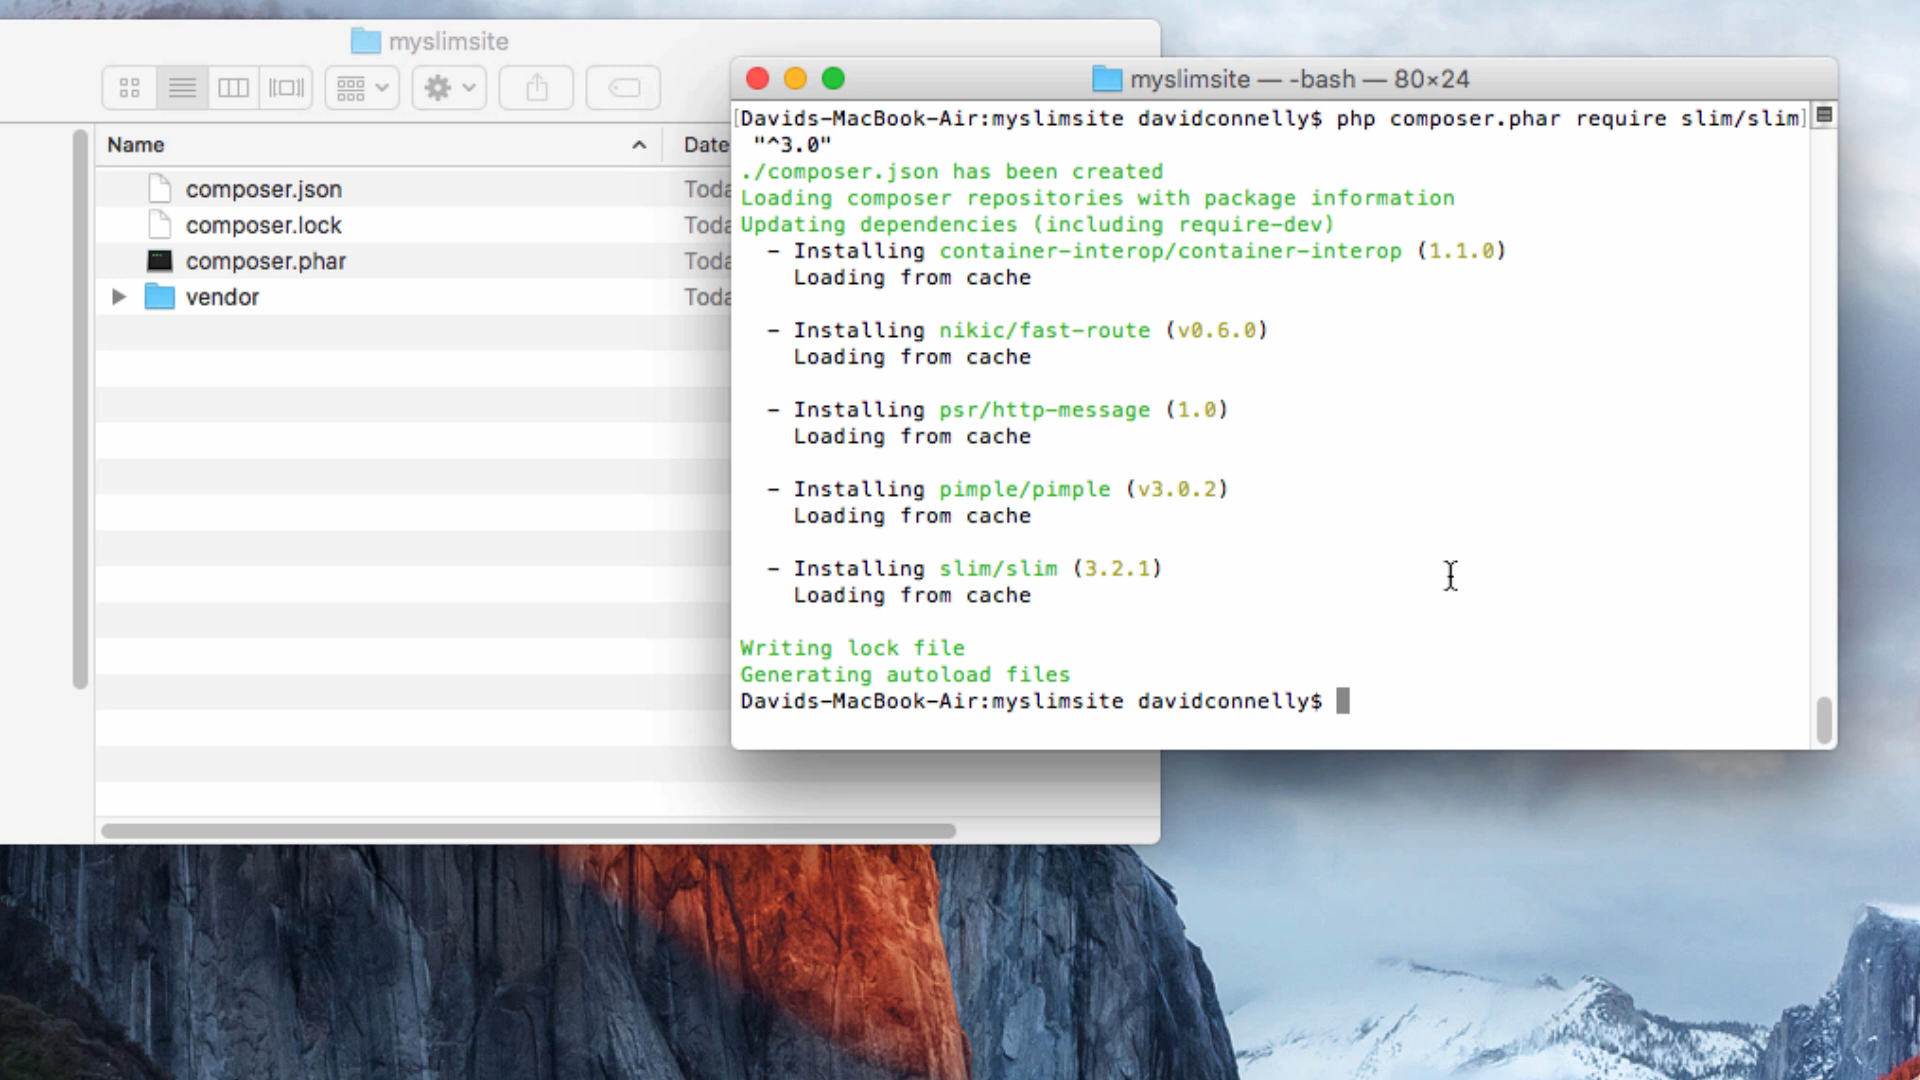 myslimsite
Name
Date
composer.json
Toda
composer.lock
Toda
composer.phar
Toda
vendor
Toda
myslimsite — -bash — 80×24
[Davids-MacBook-Air:myslimsite davidconnelly$ php composer.phar require slim/slim]
"^3.0"
./composer.json has been created
Loading composer repositories with package information
Updating dependencies (including require-dev)
- Installing container-interop/container-interop (1.1.0)
Loading from cache
- Installing nikic/fast-route (v0.6.0)
Loading from cache
- Installing psr/http-message (1.0)
Loading from cache
- Installing pimple/pimple (v3.0.2)
Loading from cache
- Installing slim/slim (3.2.1)
Loading from cache
Writing lock file
Generating autoload files
Davids-MacBook-Air:myslimsite davidconnelly$